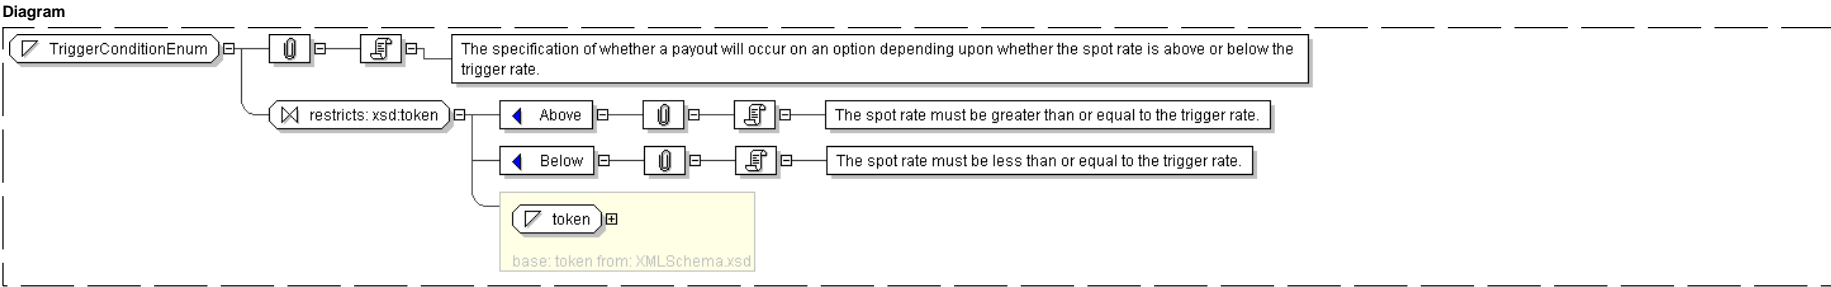 Diagram
TriggerConditionEnum
The specification of whether a payout will occur on an option depending upon whether the spot rate is above or below the
trigger rate.
restricts: xsd:token
Above
The spot rate must be greater than or equal to the trigger rate.
Below
The spot rate must be less than or equal to the trigger rate.
token
base: token from: XMLSchema.xsd